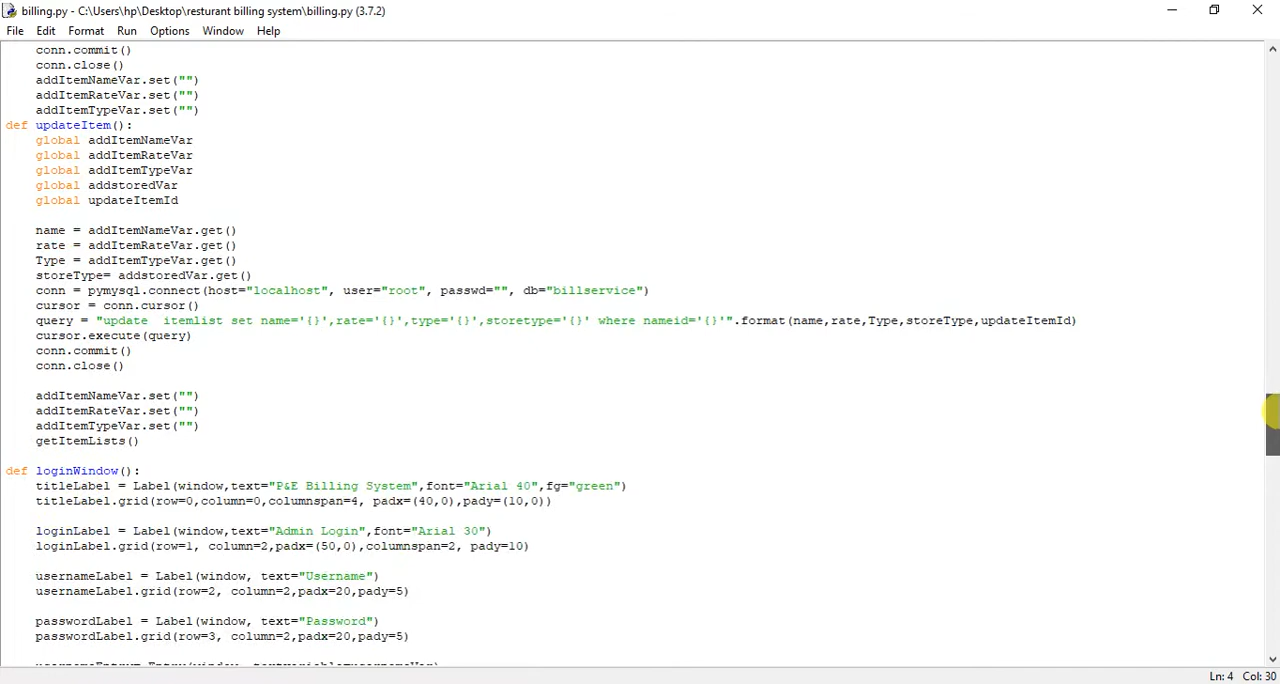 billing.py - C:\Users\hp\Desktop\resturant billing system\billing.py (3.7.2)
File Edit Format Run Options Window Help
conn.commit()
conn.close()
addItemNameVar.set("")
addItemRateVar.set("")
addItemTypeVar.set("")
def updateItem():
global addItemNameVar
global addItemRateVar
global addItemTypeVar
global addstoredVar
global updateItemId
name = addItemNameVar.get()
rate = addItemRateVar.get()
Type = addItemTypeVar.get()
storeType= addstoredVar.get()
conn = pymysql.connect(host="localhost", user="root", passwd="", db="billservice")
cursor = conn.cursor()
query = "update  itemlist set name='{}',rate='{}',type='{}',storetype='{}' where nameid='{}'".format(name,rate,Type,storeType,updateItemId)
cursor.execute(query)
conn.commit()
conn.close()
addItemNameVar.set("")
addItemRateVar.set("")
addItemTypeVar.set("")
getItemLists()
def loginWindow():
titleLabel = Label(window,text="P&E Billing System",font="Arial 40",fg="green")
titleLabel.grid(row=0,column=0,columnspan=4, padx=(40,0),pady=(10,0))
loginLabel = Label(window,text="Admin Login",font="Arial 30")
loginLabel.grid(row=1, column=2,padx=(50,0),columnspan=2, pady=10)
usernameLabel = Label(window, text="Username")
usernameLabel.grid(row=2, column=2,padx=20,pady=5)
passwordLabel = Label(window, text="Password")
passwordLabel.grid(row=3, column=2,padx=20,pady=5)
Ln: 4 Col: 30